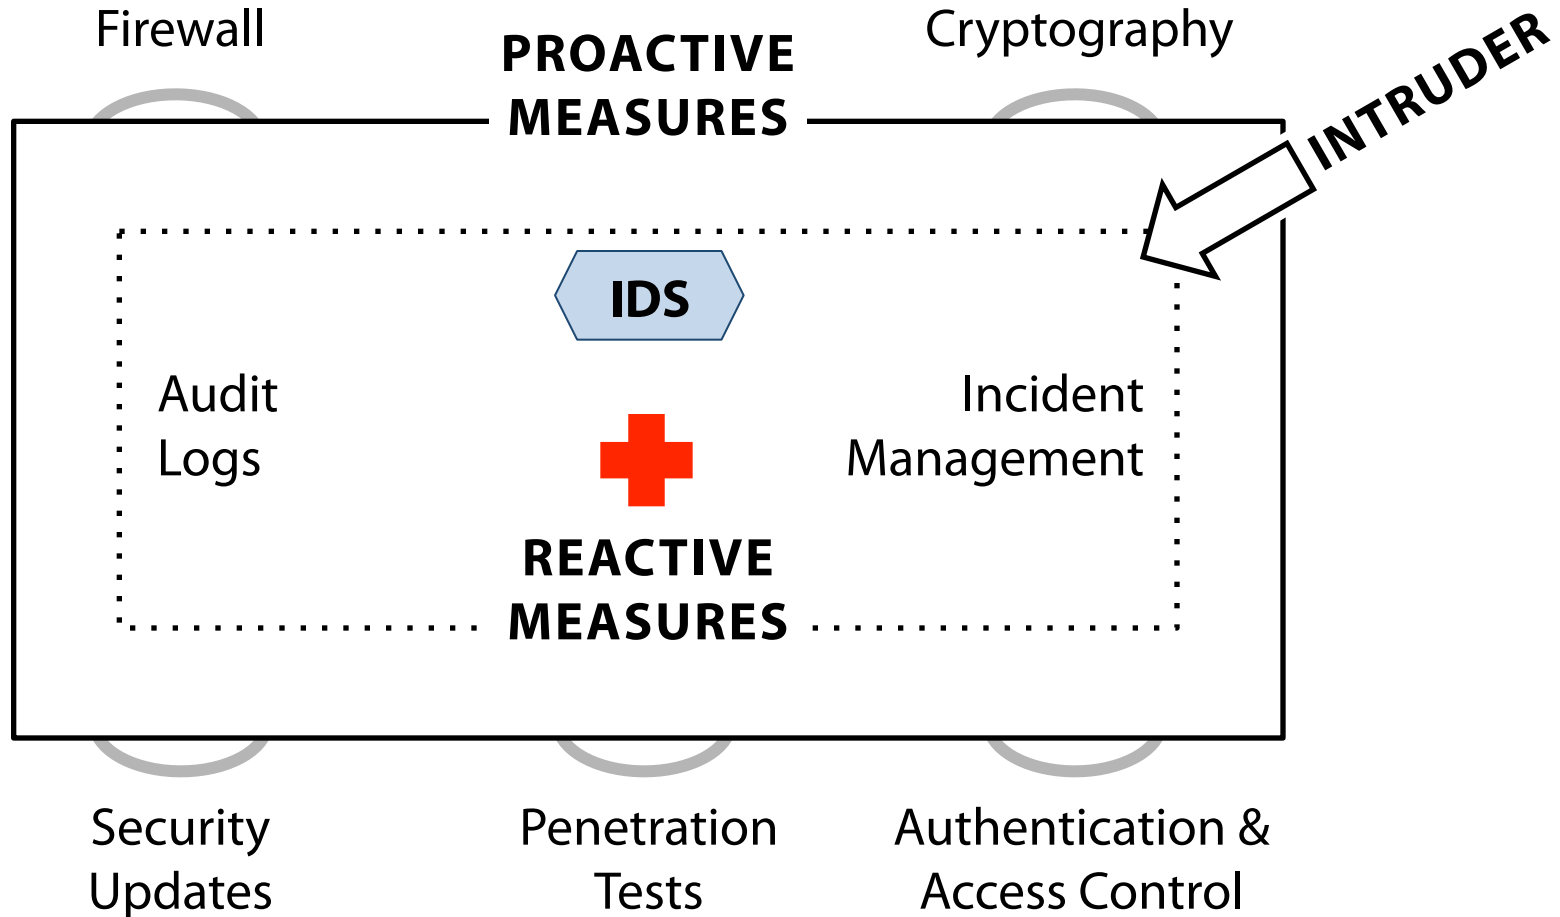 Firewall
PROACTIVE
MEASURES
Cryptography
INTRUDER
IDS
Audit
Logs
Incident
Management
REACTIVE
MEASURES
Security
Updates
Penetration
Tests
Authentication &
Access Control